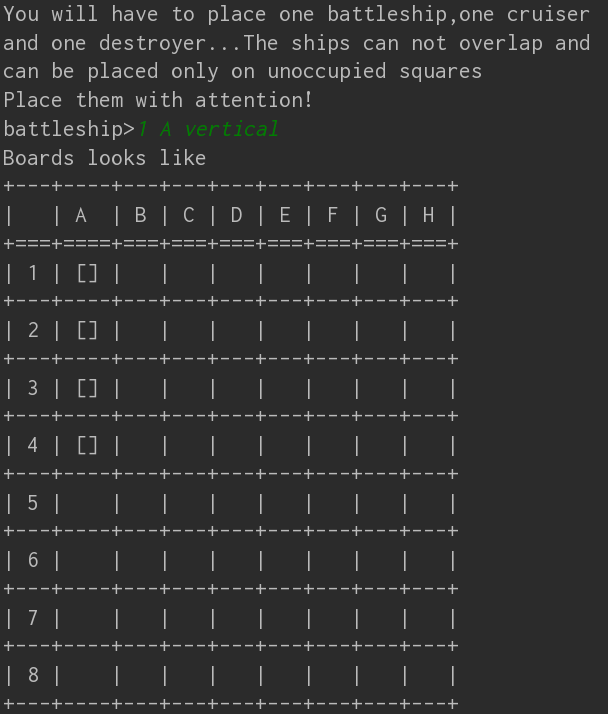 You will have to place one battleship,one cruiser
and one destroyer...The ships can not overlap and
can be placed only on unoccupied squares
Place them with attention!
battleship>1 A vertical
Boards looks like
+---+----+---+---+---+---+---+---+---+
|   | A  | B | C | D | E | F | G | H |
+===+====+===+===+===+===+===+===+===+
| 1 | [] |   |   |   |   |   |   |   |
+---+----+---+---+---+---+---+---+---+
| 2 | [] |   |   |   |   |   |   |   |
+---+----+---+---+---+---+---+---+---+
| 3 | [] |   |   |   |   |   |   |   |
+---+----+---+---+---+---+---+---+---+
| 4 | [] |   |   |   |   |   |   |   |
+---+----+---+---+---+---+---+---+---+
| 5 |    |   |   |   |   |   |   |   |
+---+----+---+---+---+---+---+---+---+
| 6 |    |   |   |   |   |   |   |   |
+---+----+---+---+---+---+---+---+---+
| 7 |    |   |   |   |   |   |   |   |
+---+----+---+---+---+---+---+---+---+
| 8 |    |   |   |   |   |   |   |   |
+---+----+---+---+---+---+---+---+---+